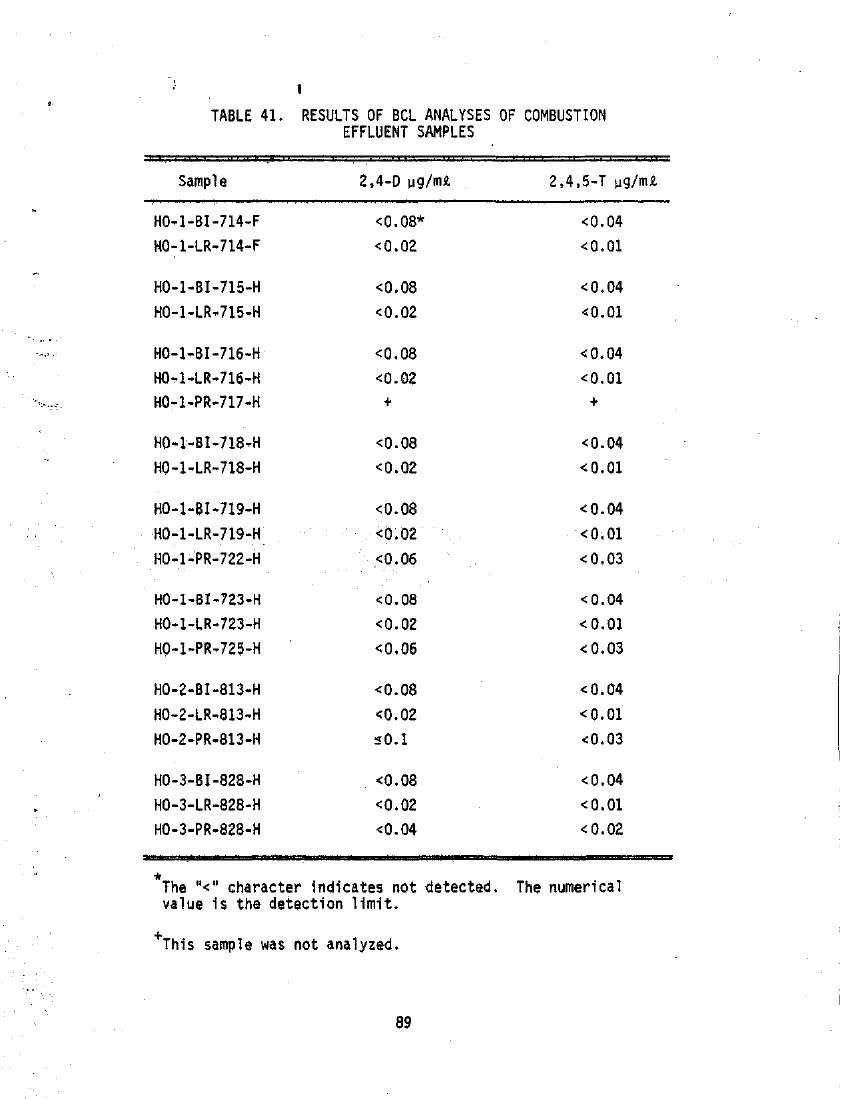 TABLE 41. RESULTS OF BCL ANALYSES OF COMBUSTION
EFFLUENT SAMPLES
Sample 2,4-D µg/mℓ 2,4,5-T µg/mℓ
HO-1-BI-714-F <0.08* <0.04
HO-1-LR-714-F <0.02 <0.01
HO-1-BI-715-H <0.08 <0.04
HO-1-LR-715-H <0.02 <0.01
HO-1-BI-716-H <0.08 <0.04
HO-1-LR-716-H <0.02 <0.01
HO-1-PR-717-H + +
HO-1-BI-718-H <0.08 <0.04
HO-1-LR-718-H <0.02 <0.01
HO-1-BI-719-H <0.08 <0.04
HO-1-LR-719-H <0.02 <0.01
HO-1-PR-722-H <0.06 <0.03
HO-1-BI-723-H <0.08 <0.04
HO-1-LR-723-H <0.02 <0.01
HO-1-PR-725-H <0.06 <0.03
HO-2-BI-813-H <0.08 <0.04
HO-2-LR-813-H <0.02 <0.01
HO-2-PR-813-H ≤0.1 <0.03
HO-3-BI-828-H <0.08 <0.04
HO-3-LR-828-H <0.02 <0.01
HO-3-PR-828-H <0.04 <0.02
*The "<" character indicates not detected. The numerical
value is the detection limit.
+This sample was not analyzed.
89